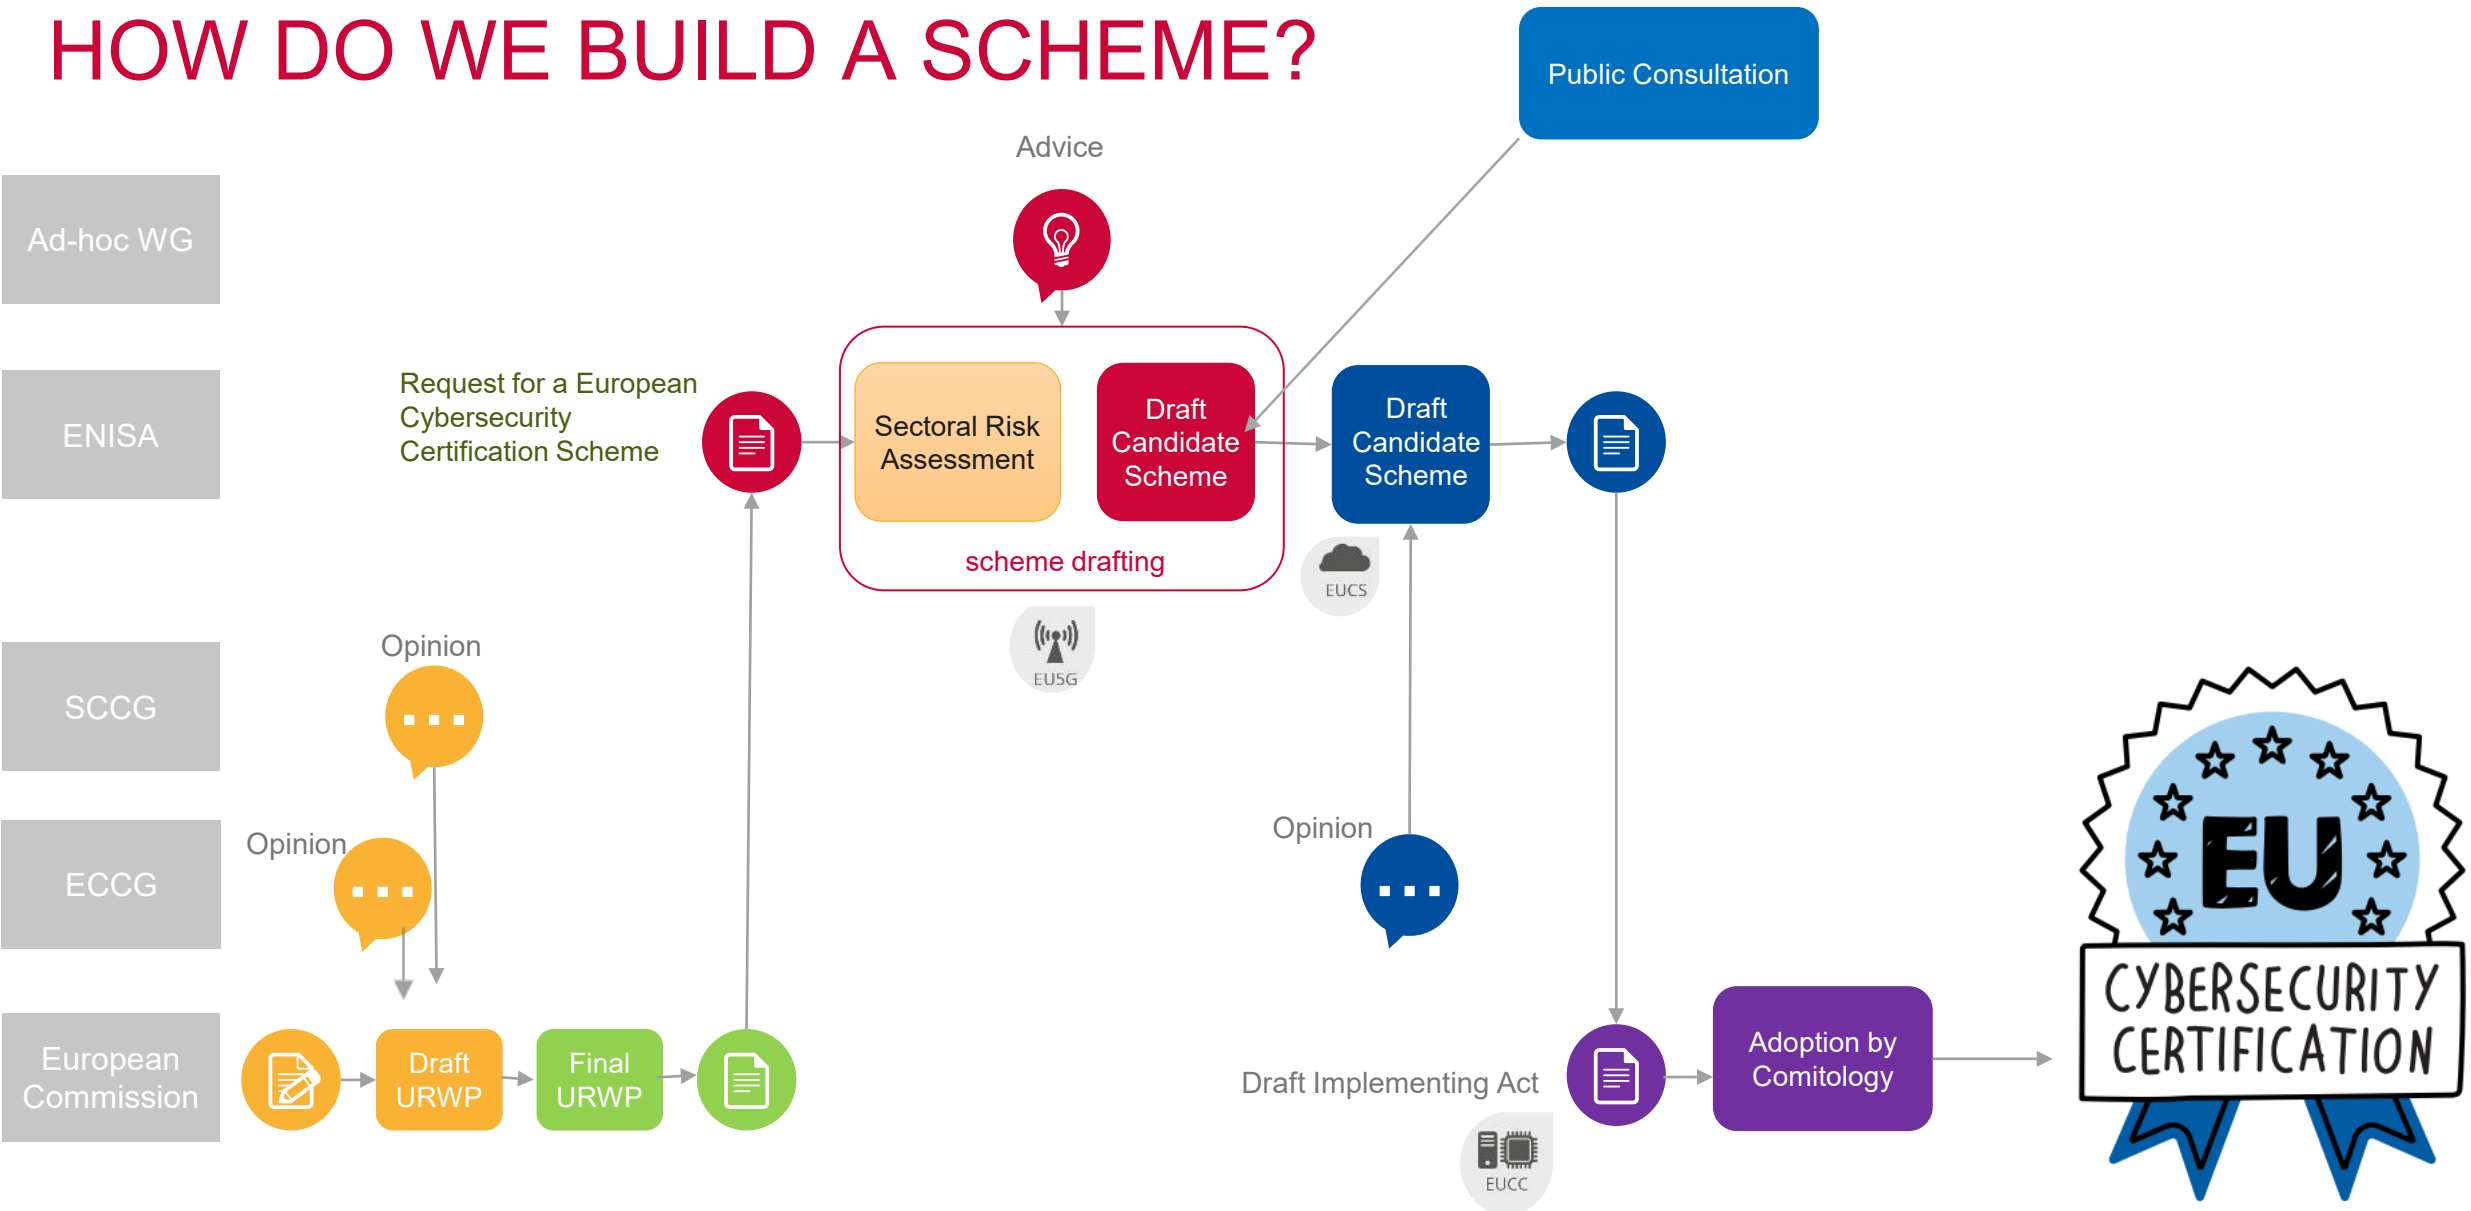 HOW DO WE BUILD A SCHEME?
Public Consultation
Advice
Ad-hoc WG
ENISA
Request for a European
Cybersecurity
Certification Scheme
Sectoral Risk
Assessment
Draft
Candidate
Scheme
scheme drafting
Draft
Candidate
Scheme
EUCS
EU5G
SCCG
Opinion
ECCG
Opinion
Opinion
European
Commission
Draft
URWP
Final
URWP
Draft Implementing Act
EUCC
Adoption by
Comitology
EU
CYBERSECURITY
CERTIFICATION